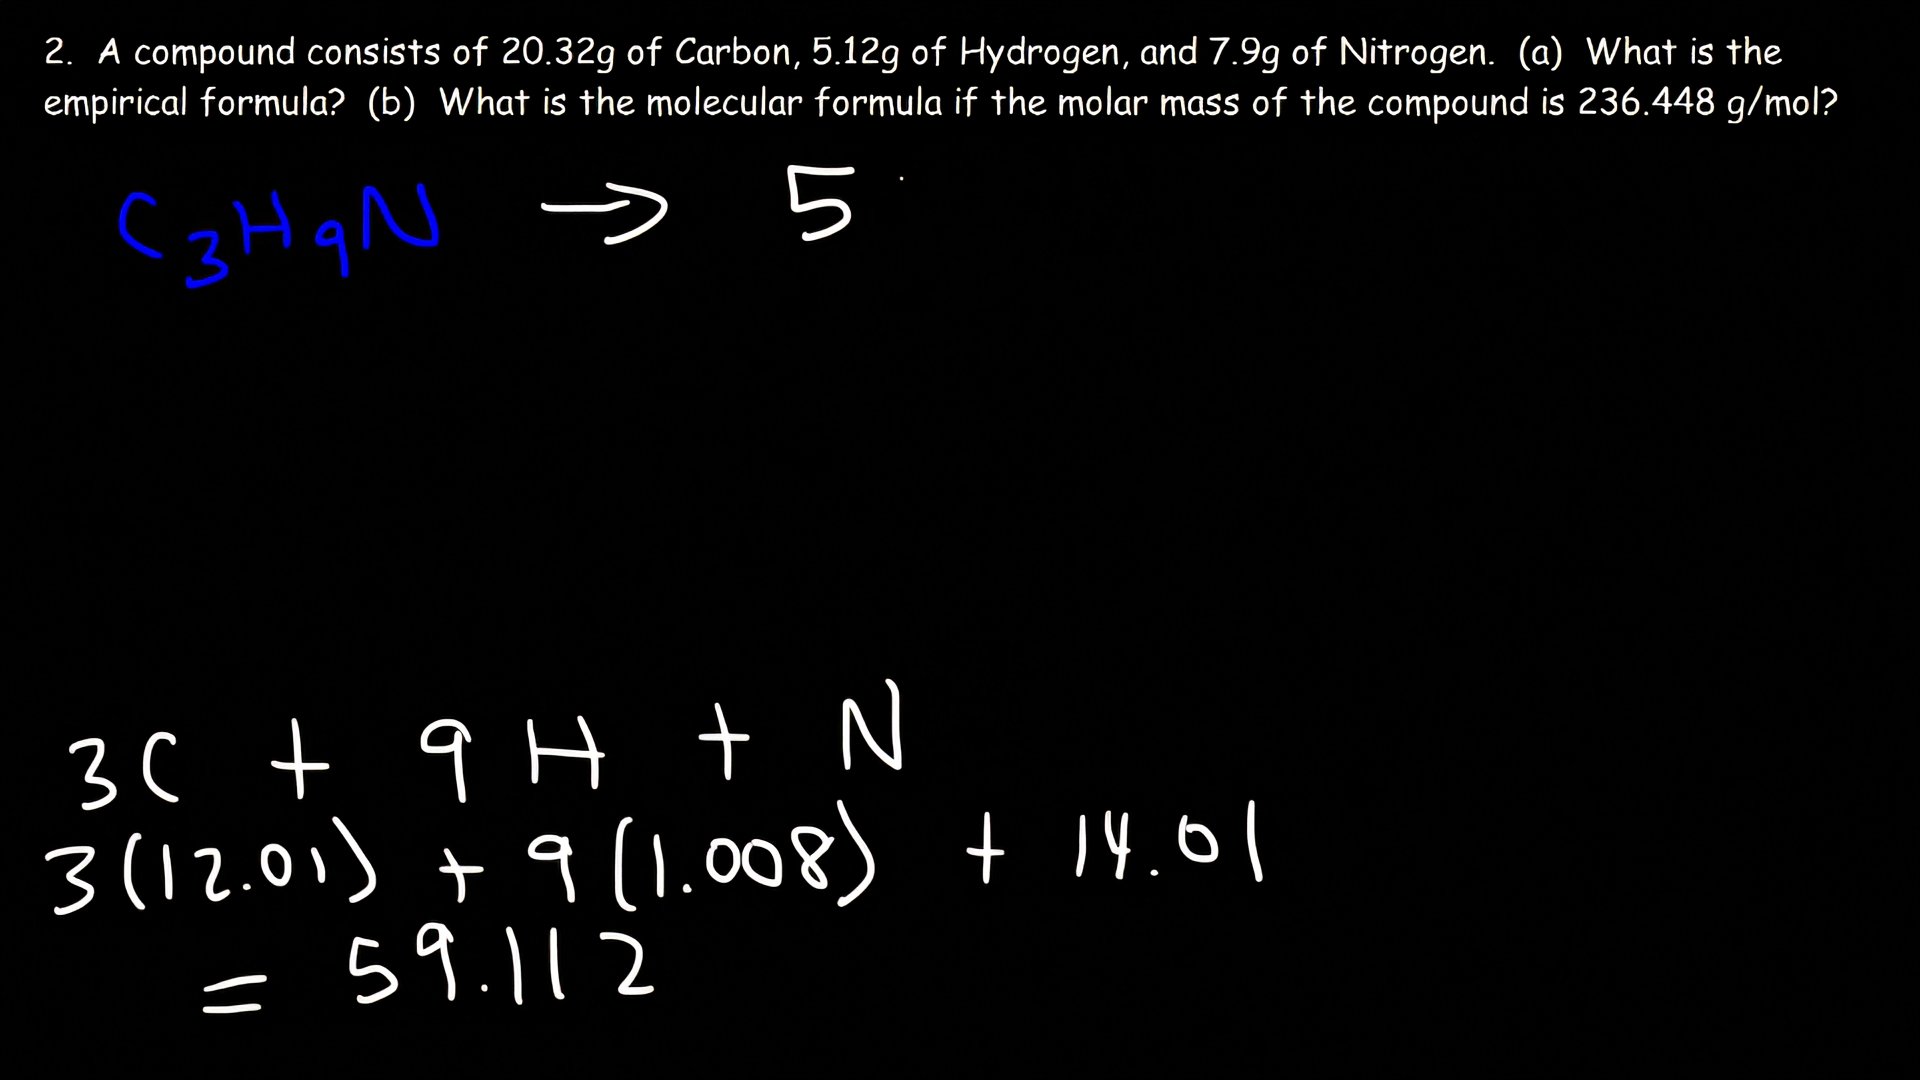 2. A compound consists of 20.32g of Carbon, 5.12g of Hydrogen, and 7.9g of Nitrogen. (a) What is the
empirical formula? (b) What is the molecular formula if the molar mass of the compound is 236.448 g/mol?
C₃H₉N → 5
3C + 9H + N
3(12.01) + 9(1.008) + 14.01
= 59.112